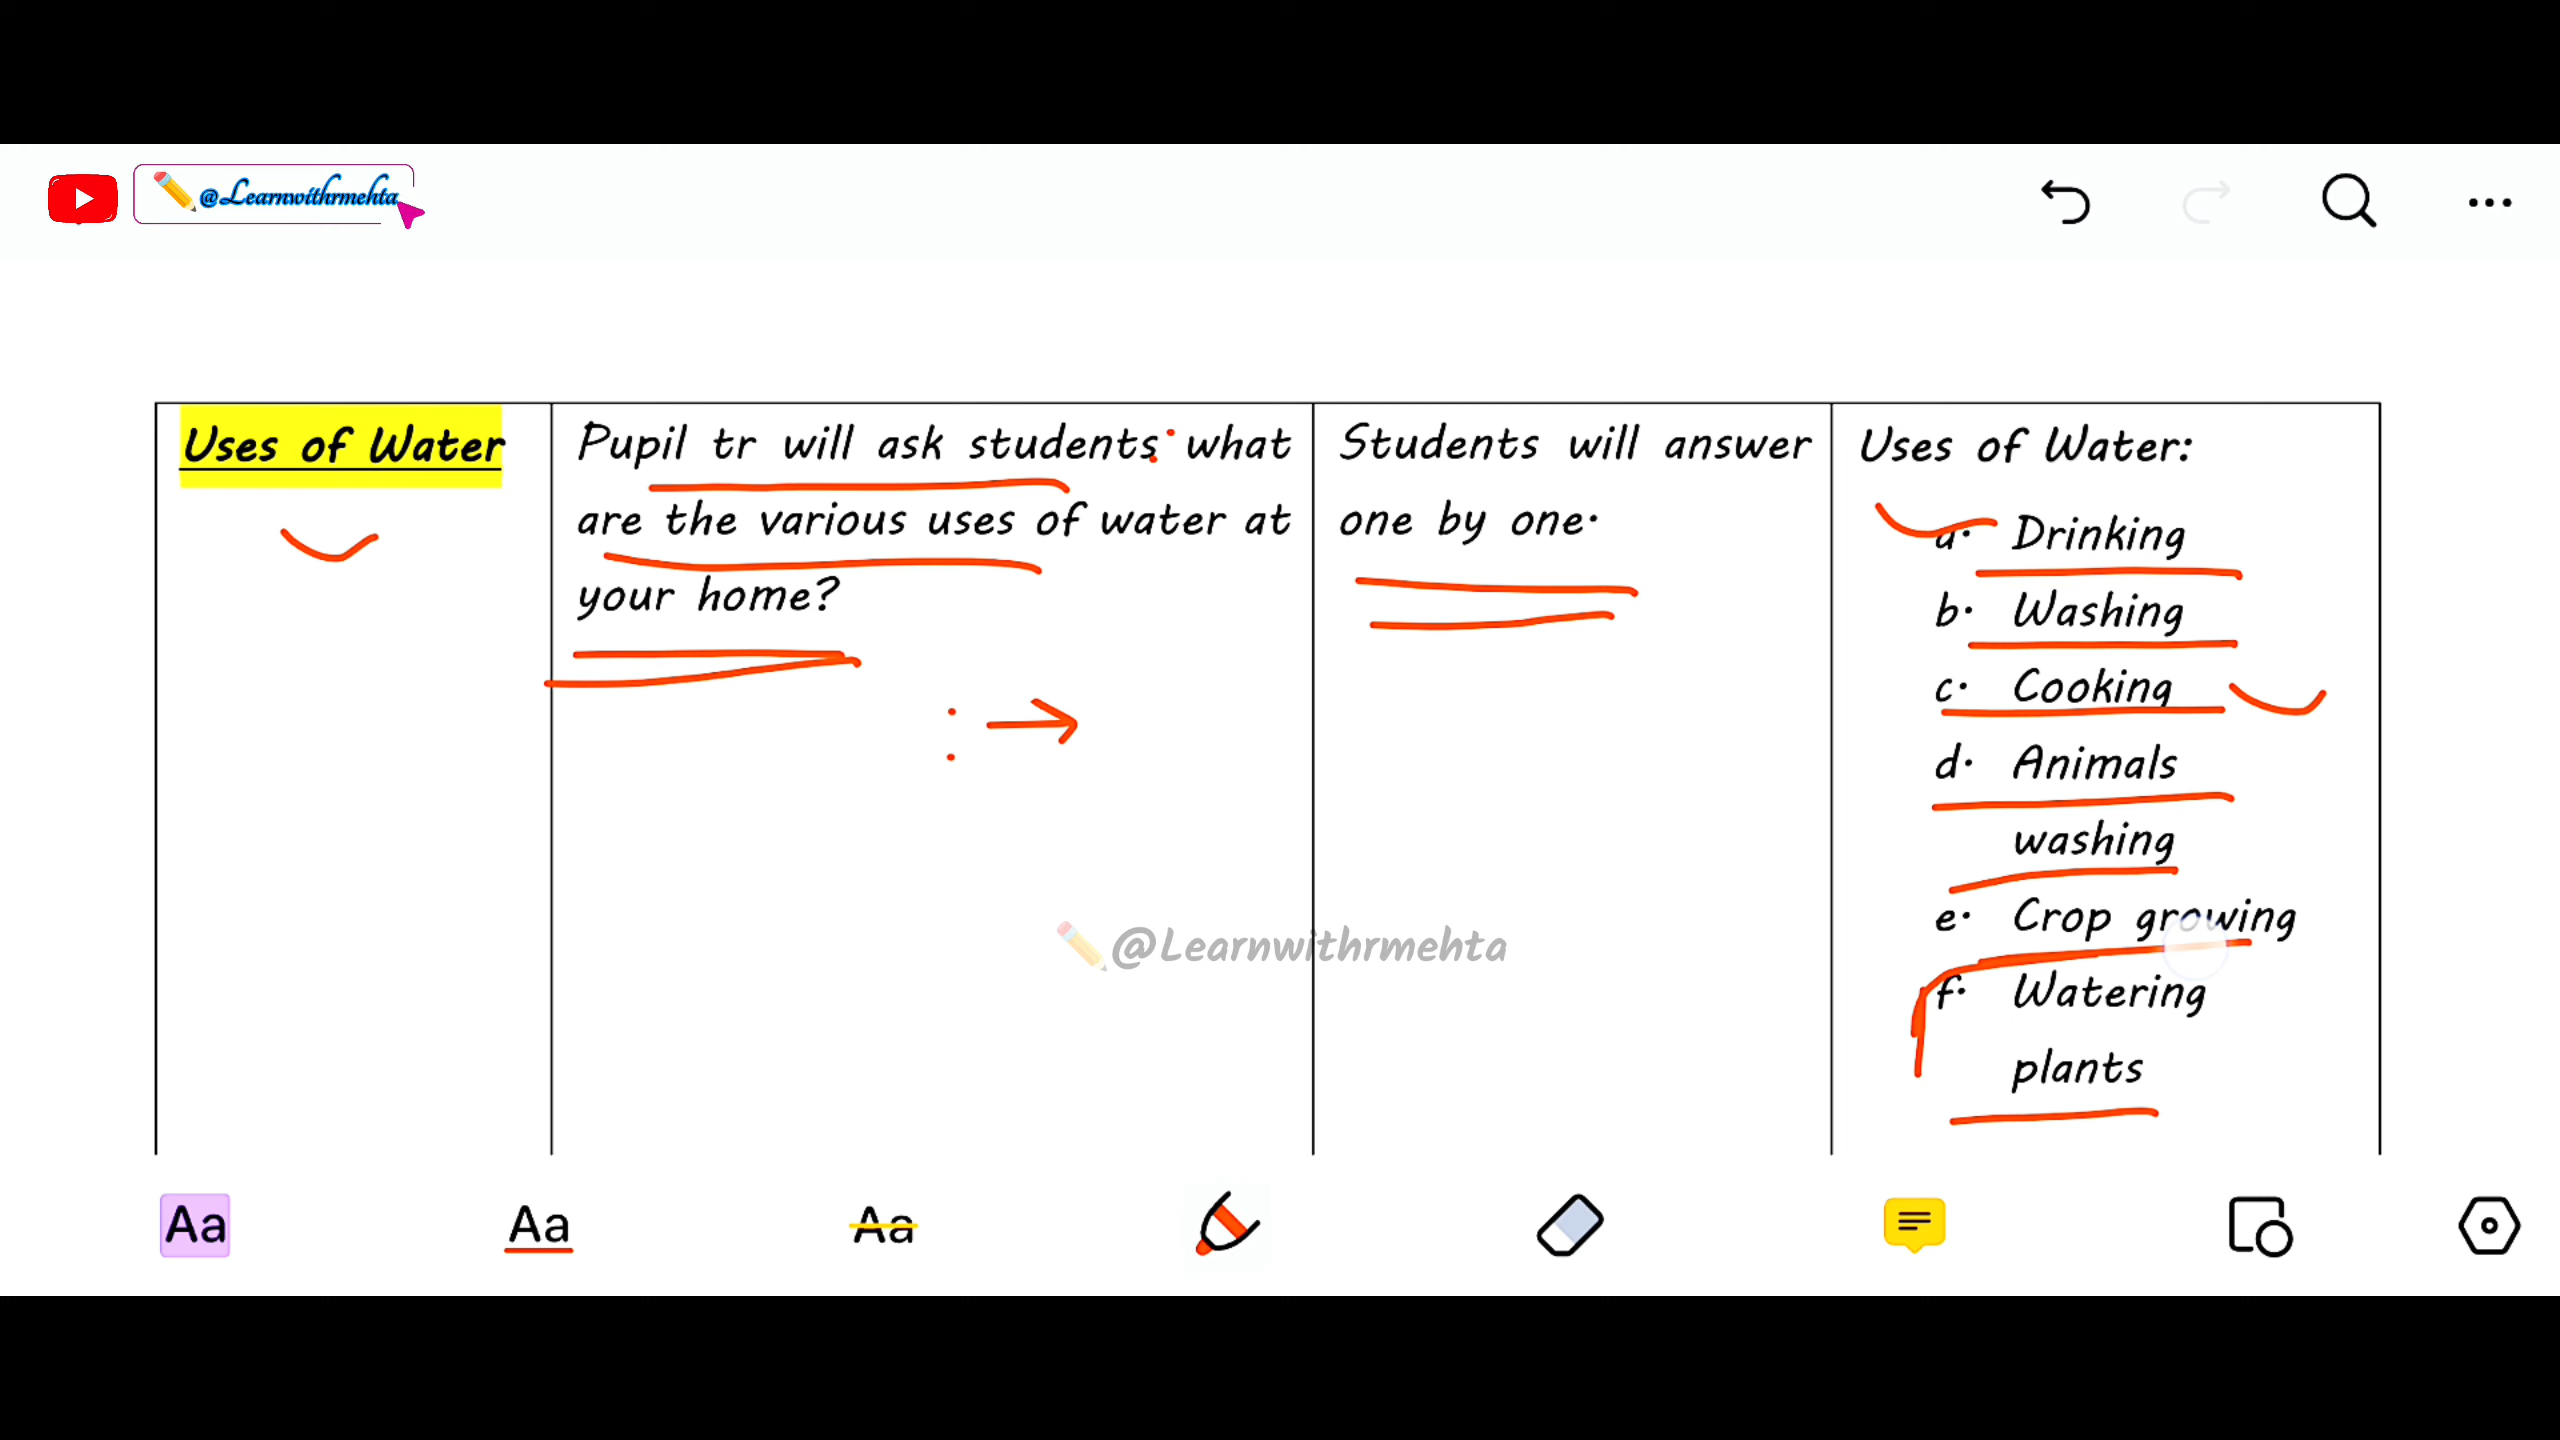 @Learnwithrmehta
Uses of Water
Pupil tr will ask students what
are the various uses of water at
your home?
Students will answer
one by one.
Uses of Water:
a. Drinking
b. Washing
c. Cooking
d. Animals
washing
e. Crop growing
f. Watering
plants
@Learnwithrmehta
Aa
Aa
Aa